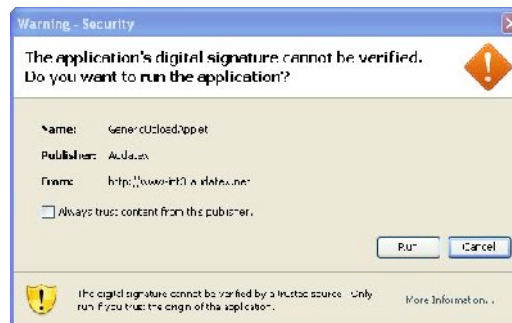 Warning - Security
The application's digital signature cannot be verified.
Do you want to run the application?
Name: GenericUploadApplet
Publisher: Audatex
From:
Always trust content from this publisher.
Run Cancel
The digital signature cannot be verified by a trusted source. Only
run if you trust the origin of the application.
More Information...